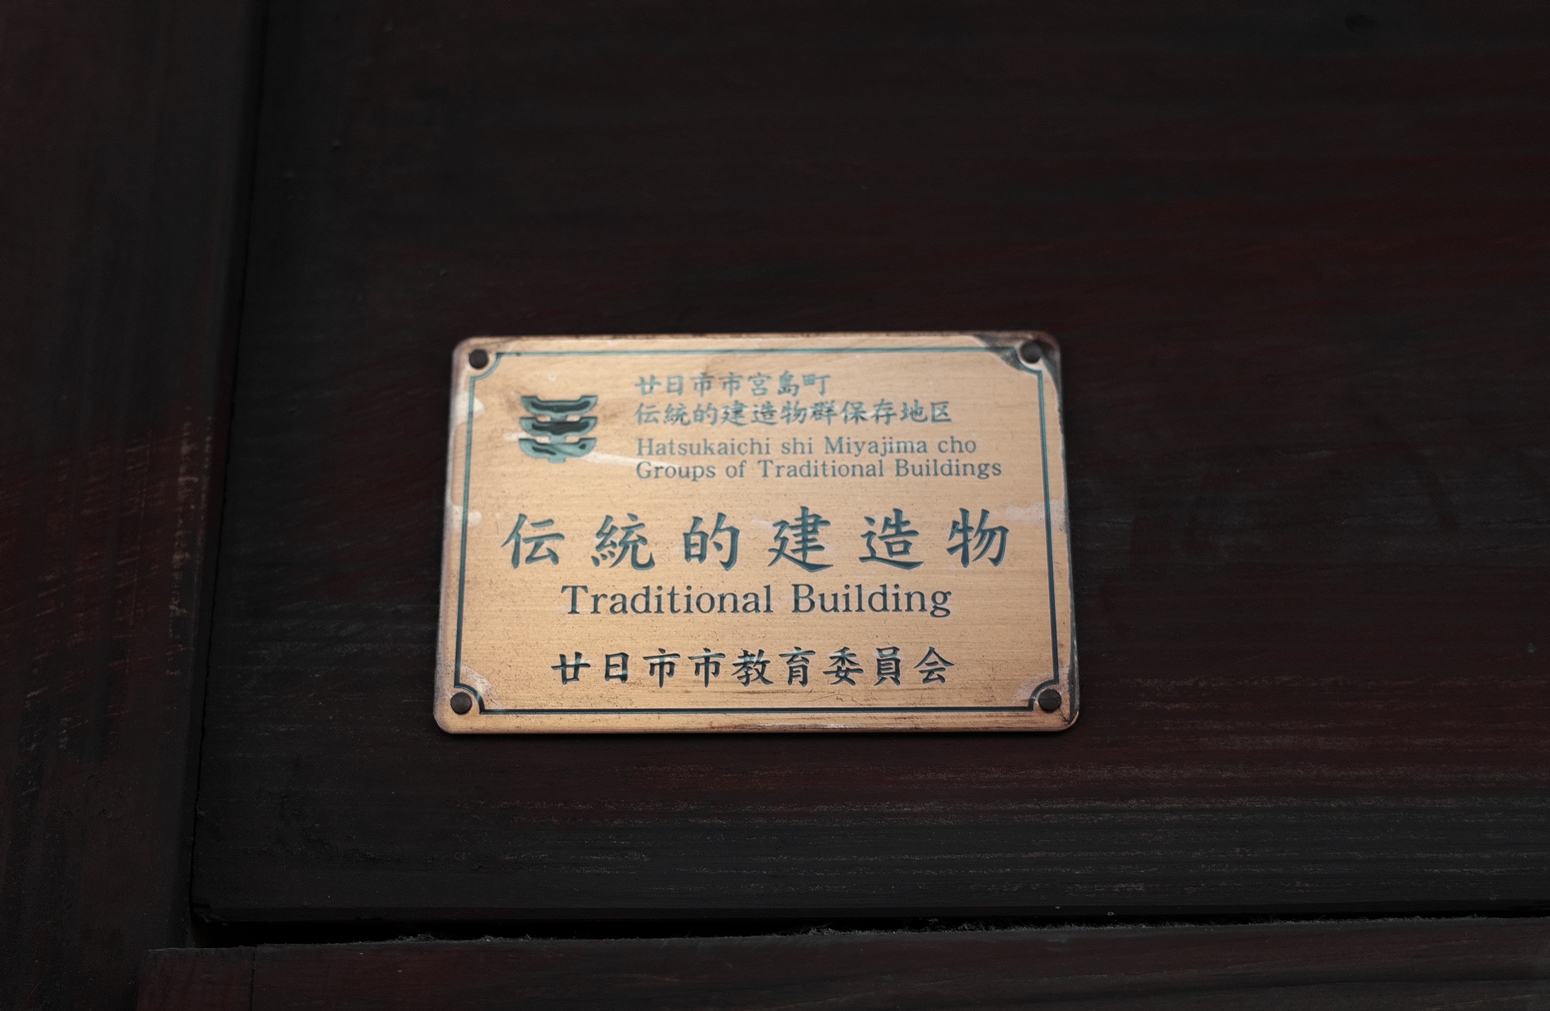 廿日市市宮島町
伝統的建造物群保存地区
Hatsukaichi shi Miyajima cho
Groups of Traditional Buildings
伝統的建造物
Traditional Building
廿日市市教育委員会